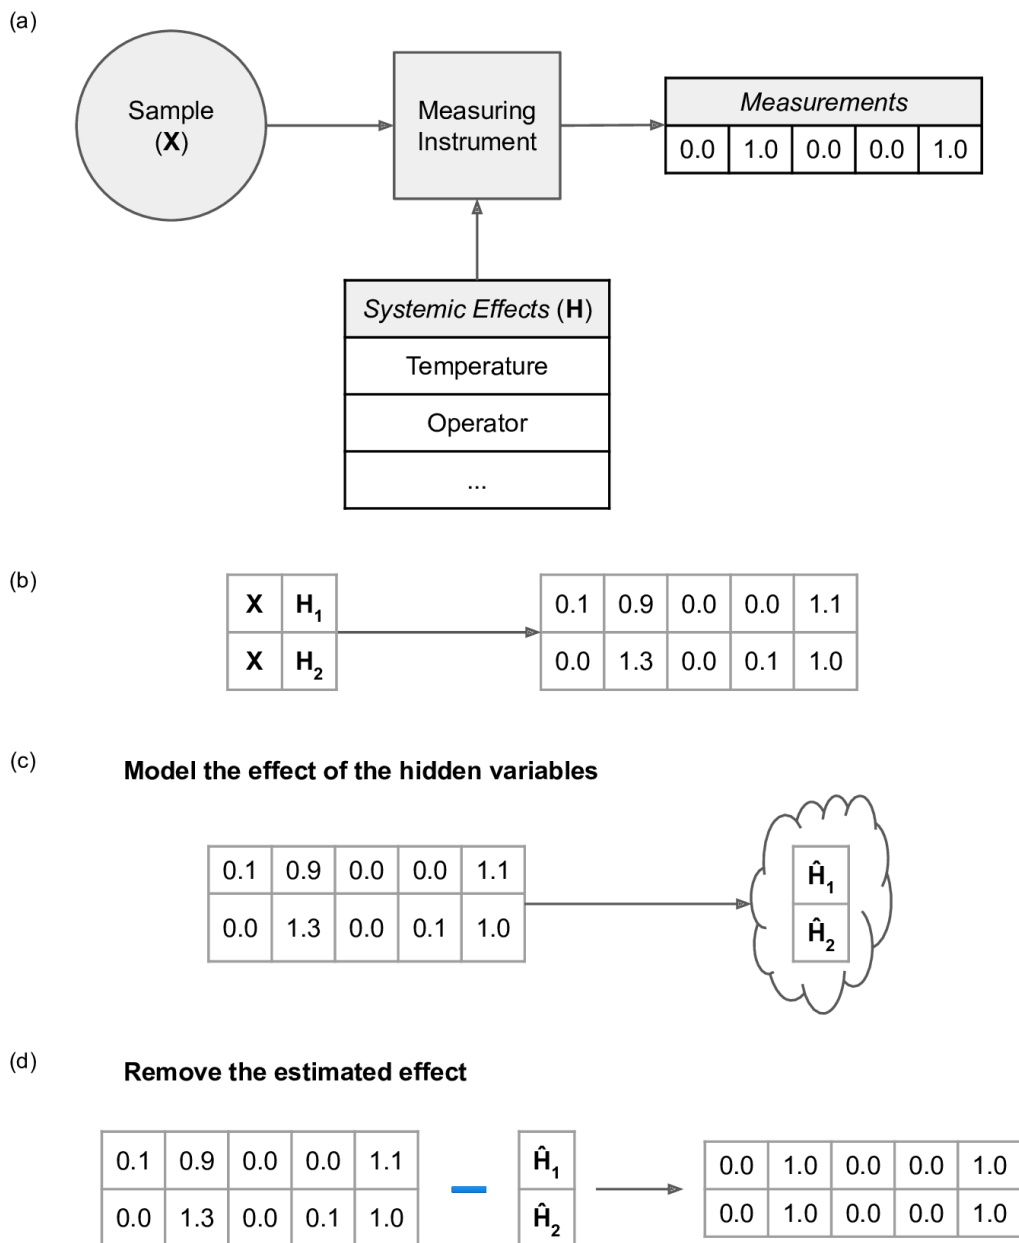 (a)
Sample
(X)
Measuring
Instrument
Measurements
0.0 1.0 0.0 0.0 1.0
Systemic Effects (H)
Temperature
Operator
...
(b)
X H₁
X H₂
0.1 0.9 0.0 0.0 1.1
0.0 1.3 0.0 0.1 1.0
(c)
Model the effect of the hidden variables
0.1 0.9 0.0 0.0 1.1
0.0 1.3 0.0 0.1 1.0
Ĥ₁
Ĥ₂
(d)
Remove the estimated effect
0.1 0.9 0.0 0.0 1.1
0.0 1.3 0.0 0.1 1.0
Ĥ₁
Ĥ₂
0.0 1.0 0.0 0.0 1.0
0.0 1.0 0.0 0.0 1.0